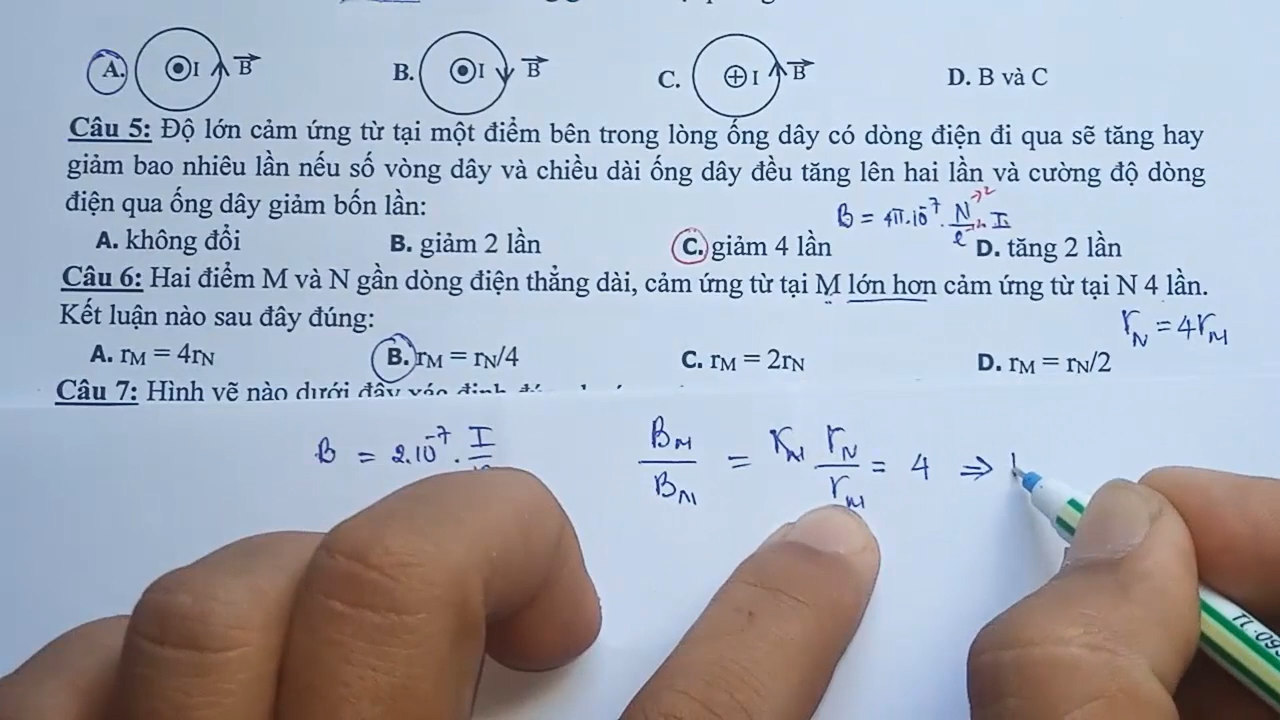 A. I B B. I B C. I B D. B và C
Câu 5: Độ lớn cảm ứng từ tại một điểm bên trong lòng ống dây có dòng điện đi qua sẽ tăng hay
giảm bao nhiêu lần nếu số vòng dây và chiều dài ống dây đều tăng lên hai lần và cường độ dòng
điện qua ống dây giảm bốn lần:
B = 4π.10⁻⁷. N/l I
A. không đổi B. giảm 2 lần C. giảm 4 lần D. tăng 2 lần
Câu 6: Hai điểm M và N gần dòng điện thẳng dài, cảm ứng từ tại M lớn hơn cảm ứng từ tại N 4 lần.
Kết luận nào sau đây đúng:
r_N = 4r_M
A. rM = 4rN B. rM = rN/4 C. rM = 2rN D. rM = rN/2
Câu 7: Hình vẽ nào dưới đây
B = 2.10⁻⁷. I
B_M/B_N = r_N/r_M = 4 ⇒